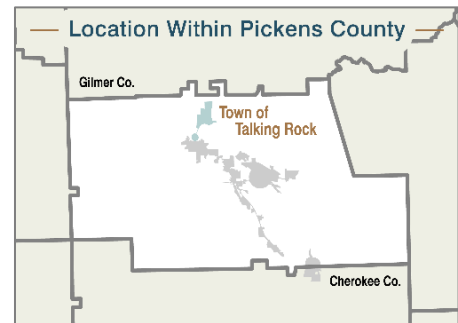 Location Within Pickens County
Gilmer Co.
Town of
Talking Rock
Cherokee Co.